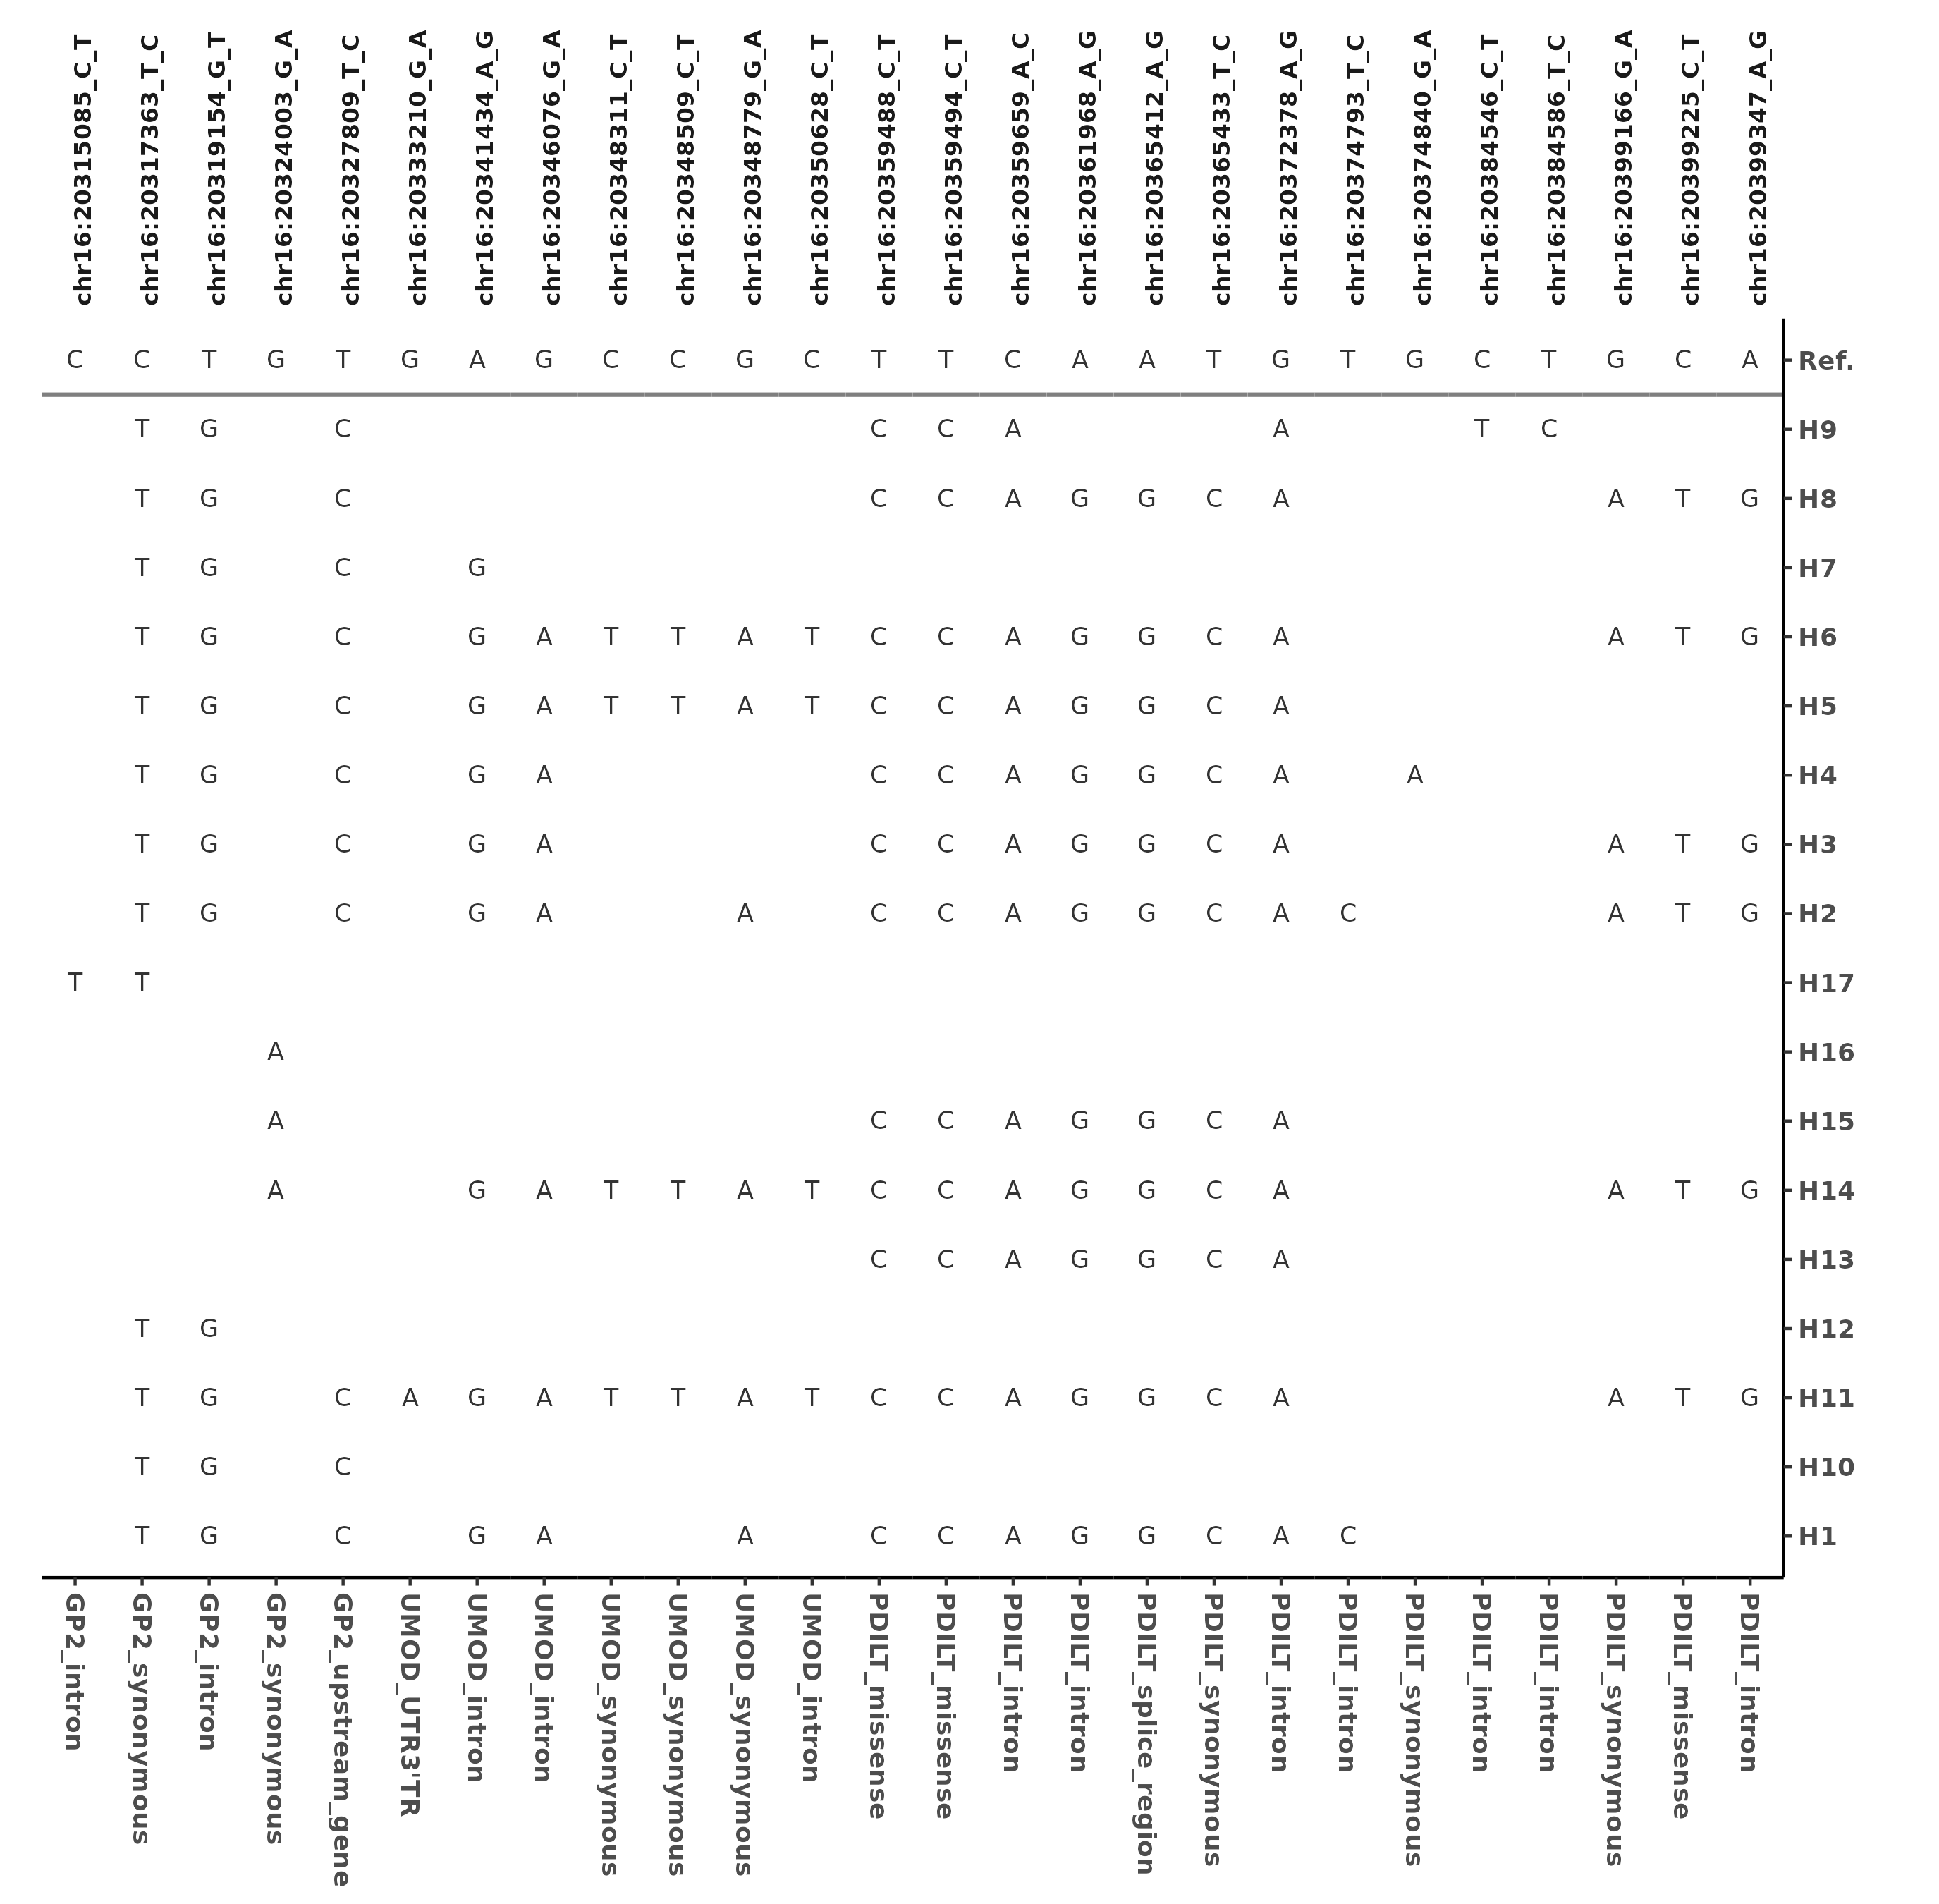 chr16:20315085_C_T chr16:20317363_T_C chr16:20319154_G_T chr16:20324003_G_A chr16:20327809_T_C chr16:20333210_G_A chr16:20341434_A_G chr16:20346076_G_A chr16:20348311_C_T chr16:20348509_C_T chr16:20348779_G_A chr16:20350628_C_T chr16:20359488_C_T chr16:20359494_C_T chr16:20359659_A_C chr16:20361968_A_G chr16:20365412_A_G chr16:20365433_T_C chr16:20372378_A_G chr16:20374793_T_C chr16:20374840_G_A chr16:20384546_C_T chr16:20384586_T_C chr16:20399166_G_A chr16:20399225_C_T chr16:20399347_A_G
C C T G T G A G C C G C T T C A A T G T G C T G C A Ref.
T G C C C A A T C H9
T G C C C A G G C A A T G H8
T G C G H7
T G C G A T T A T C C A G G C A A T G H6
T G C G A T T A T C C A G G C A H5
T G C G A C C A G G C A A H4
T G C G A C C A G G C A A T G H3
T G C G A A C C A G G C A C A T G H2
T T H17
A H16
A C C A G G C A H15
A G A T T A T C C A G G C A A T G H14
C C A G G C A H13
T G H12
T G C A G A T T A T C C A G G C A A T G H11
T G C H10
T G C G A A C C A G G C A C H1
GP2_intron GP2_synonymous GP2_intron GP2_synonymous GP2_upstream_gene UMOD_UTR3'TR UMOD_intron UMOD_intron UMOD_synonymous UMOD_synonymous UMOD_synonymous UMOD_intron PDILT_missense PDILT_missense PDILT_intron PDILT_intron PDILT_splice_region PDILT_synonymous PDILT_intron PDILT_intron PDILT_synonymous PDILT_intron PDILT_intron PDILT_synonymous PDILT_missense PDILT_intron